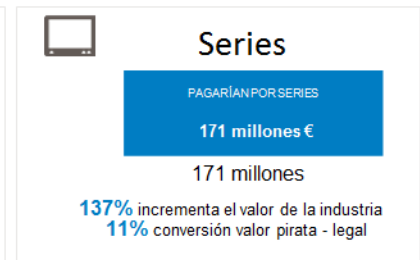 Series
PAGARÍAN POR SERIES
171 millones €
171 millones
137% incrementa el valor de la industria
11% conversión valor pirata - legal